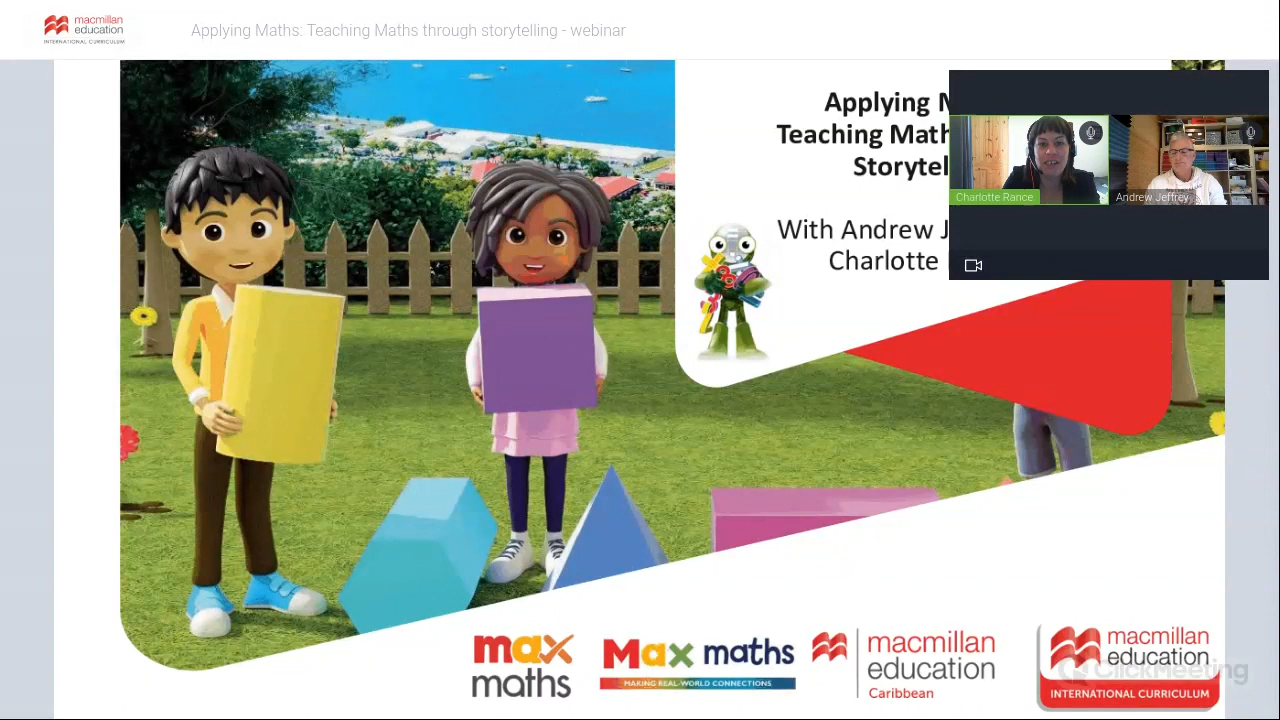 macmillan
education
INTERNATIONAL CURRICULUM
Applying Maths: Teaching Maths through storytelling - webinar
Applying
Teaching Math
Storytel
With Andrew J
Charlotte
Charlotte Rance
Andrew Jeffrey
max
maths
Max maths
MAKING REAL-WORLD CONNECTIONS
macmillan
education
Caribbean
macmillan
education
INTERNATIONAL CURRICULUM
ClickMeeting